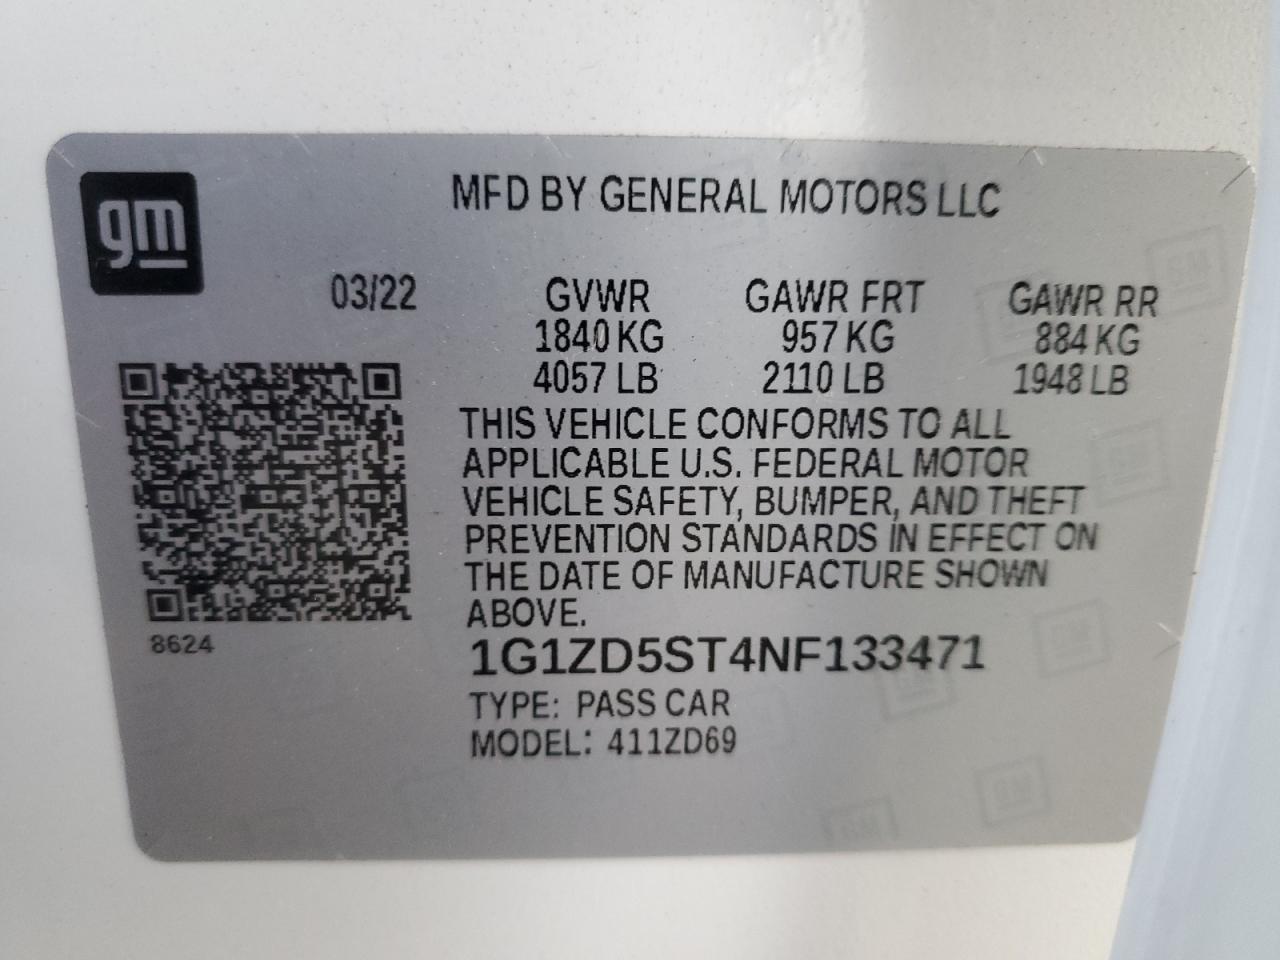 gm
MFD BY GENERAL MOTORS LLC
03/22 GVWR GAWR FRT GAWR RR
1840 KG 957 KG 884 KG
4057 LB 2110 LB 1948 LB
THIS VEHICLE CONFORMS TO ALL
APPLICABLE U.S. FEDERAL MOTOR
VEHICLE SAFETY, BUMPER, AND THEFT
PREVENTION STANDARDS IN EFFECT ON
THE DATE OF MANUFACTURE SHOWN
ABOVE.
8624
1G1ZD5ST4NF133471
TYPE: PASS CAR
MODEL: 411ZD69